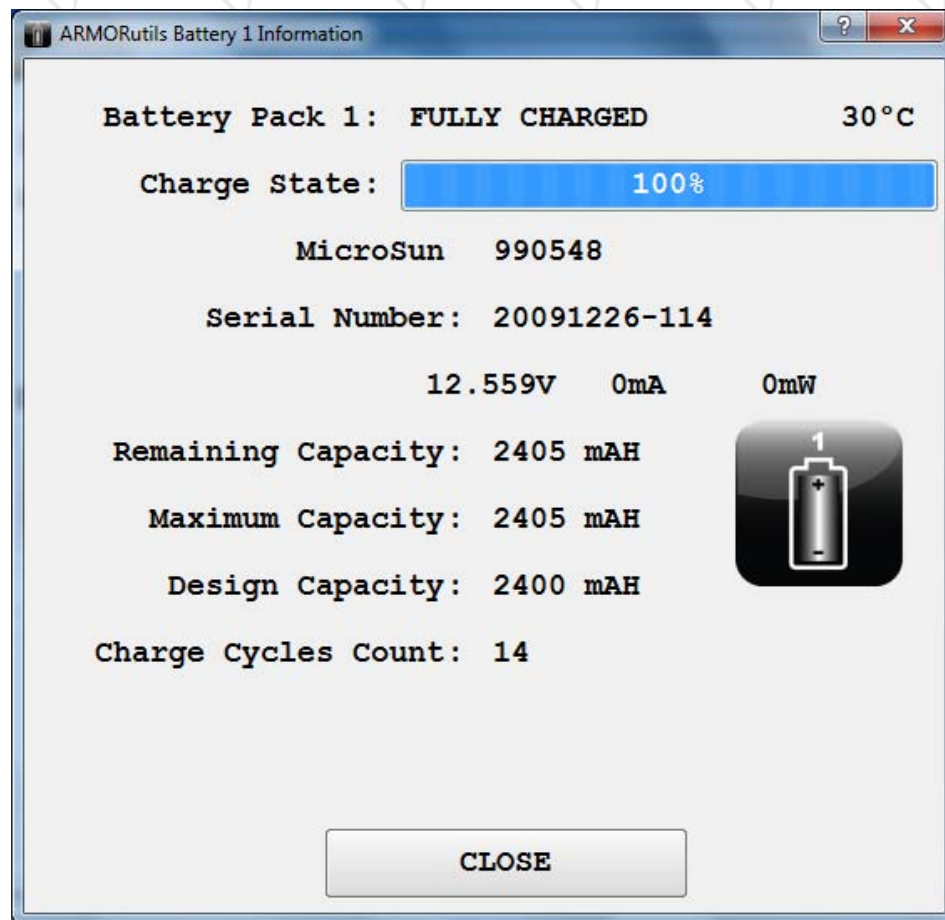 ARMORutils Battery 1 Information ? X
Battery Pack 1: FULLY CHARGED 30°C
Charge State: 100%
MicroSun 990548
Serial Number: 20091226-114
12.559V 0mA 0mW
Remaining Capacity: 2405 mAH
Maximum Capacity: 2405 mAH
Design Capacity: 2400 mAH
1
+
-
Charge Cycles Count: 14
CLOSE